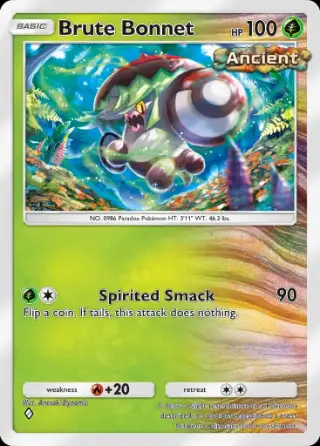 BASIC Brute Bonnet HP 100
Ancient
NO. 0986 Paradox Pokémon HT: 3'11" WT: 46.3 lbs.
Spirited Smack 90
Flip a coin. If tails, this attack does nothing.
weakness +20 retreat